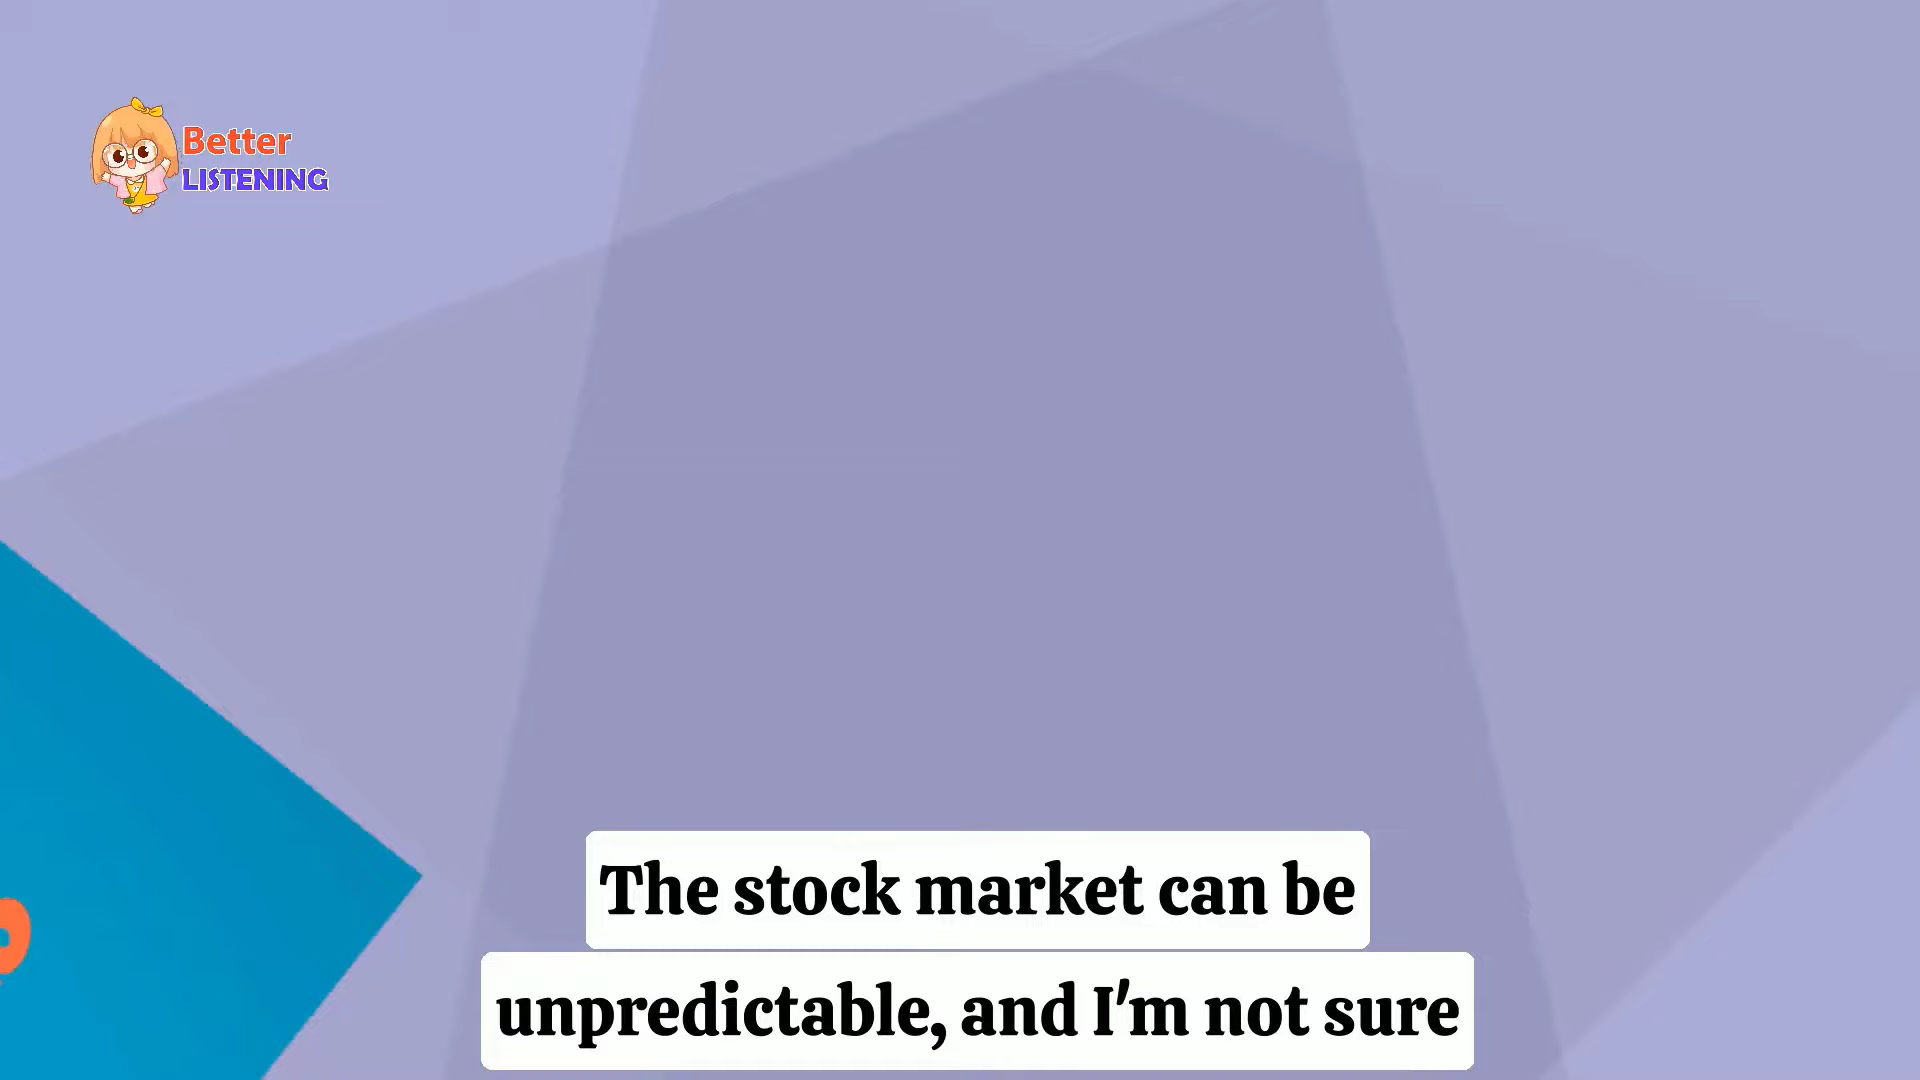 Better
LISTENING
The stock market can be
unpredictable, and I'm not sure